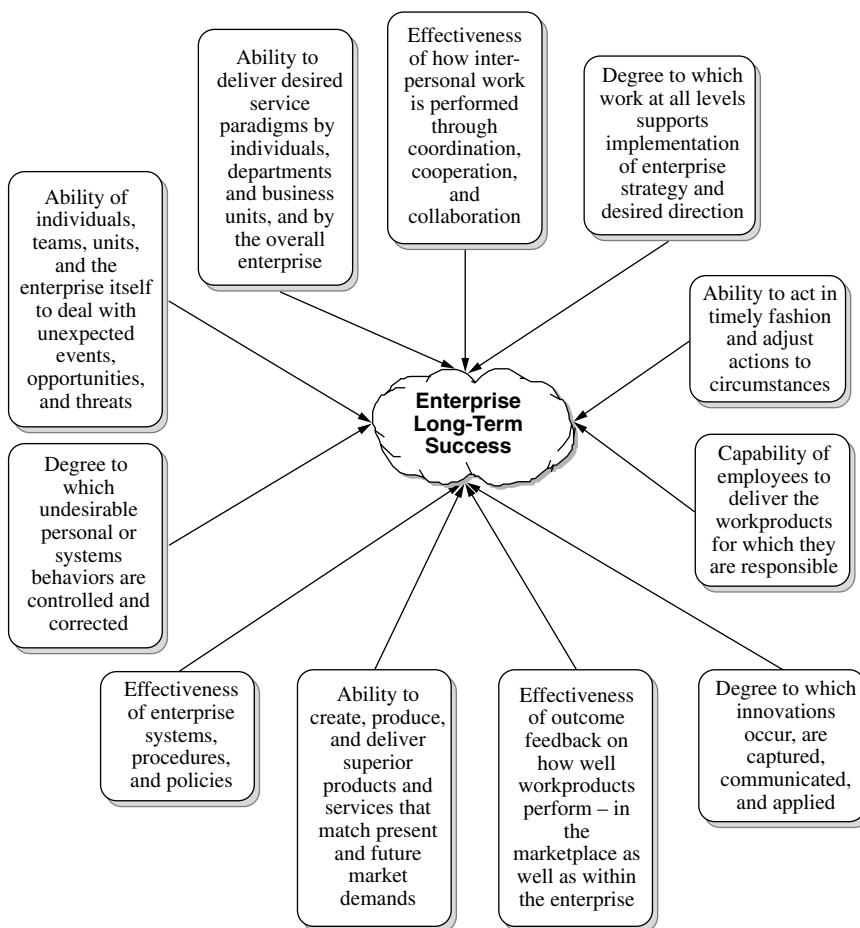 Ability to
deliver desired
service
paradigms by
individuals,
departments
and business
units, and by
the overall
enterprise
Effectiveness
of how inter-
personal work
is performed
through
coordination,
cooperation,
and
collaboration
Degree to which
work at all levels
supports
implementation
of enterprise
strategy and
desired direction
Ability of
individuals,
teams, units,
and the
enterprise itself
to deal with
unexpected
events,
opportunities,
and threats
Ability to act in
timely fashion
and adjust
actions to
circumstances
Enterprise
Long-Term
Success
Degree to
which
undesirable
personal or
systems
behaviors are
controlled and
corrected
Capability of
employees to
deliver the
workproducts
for which they
are responsible
Effectiveness
of enterprise
systems,
procedures,
and policies
Ability to
create, produce,
and deliver
superior
products and
services that
match present
and future
market
demands
Effectiveness
of outcome
feedback on
how well
workproducts
perform – in
the
marketplace as
well as within
the enterprise
Degree to which
innovations
occur, are
captured,
communicated,
and applied